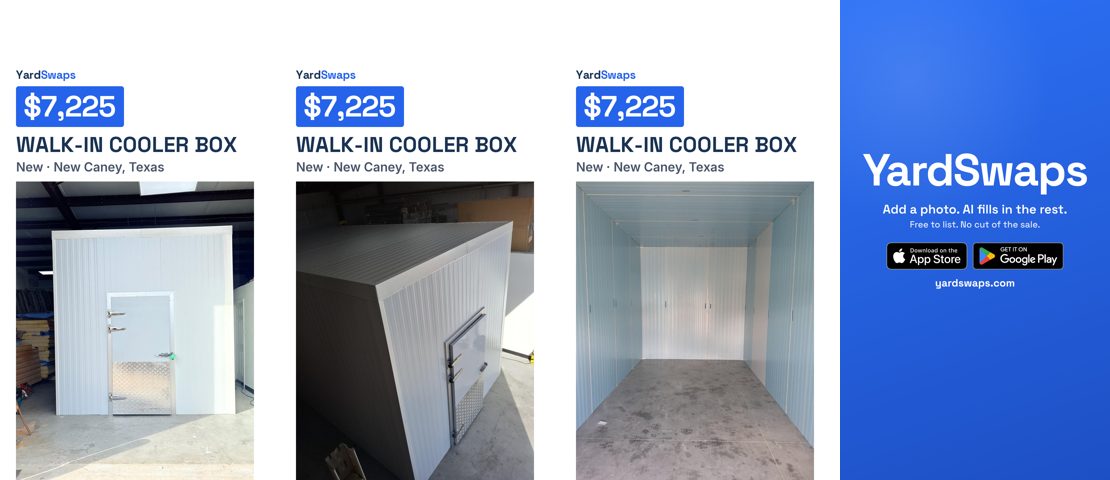 YardSwaps
$7,225
WALK-IN COOLER BOX
New · New Caney, Texas
YardSwaps
$7,225
WALK-IN COOLER BOX
New · New Caney, Texas
YardSwaps
$7,225
WALK-IN COOLER BOX
New · New Caney, Texas
YardSwaps
Add a photo. AI fills in the rest.
Free to list. No cut of the sale.
Download on the
App Store
GET IT ON
Google Play
yardswaps.com